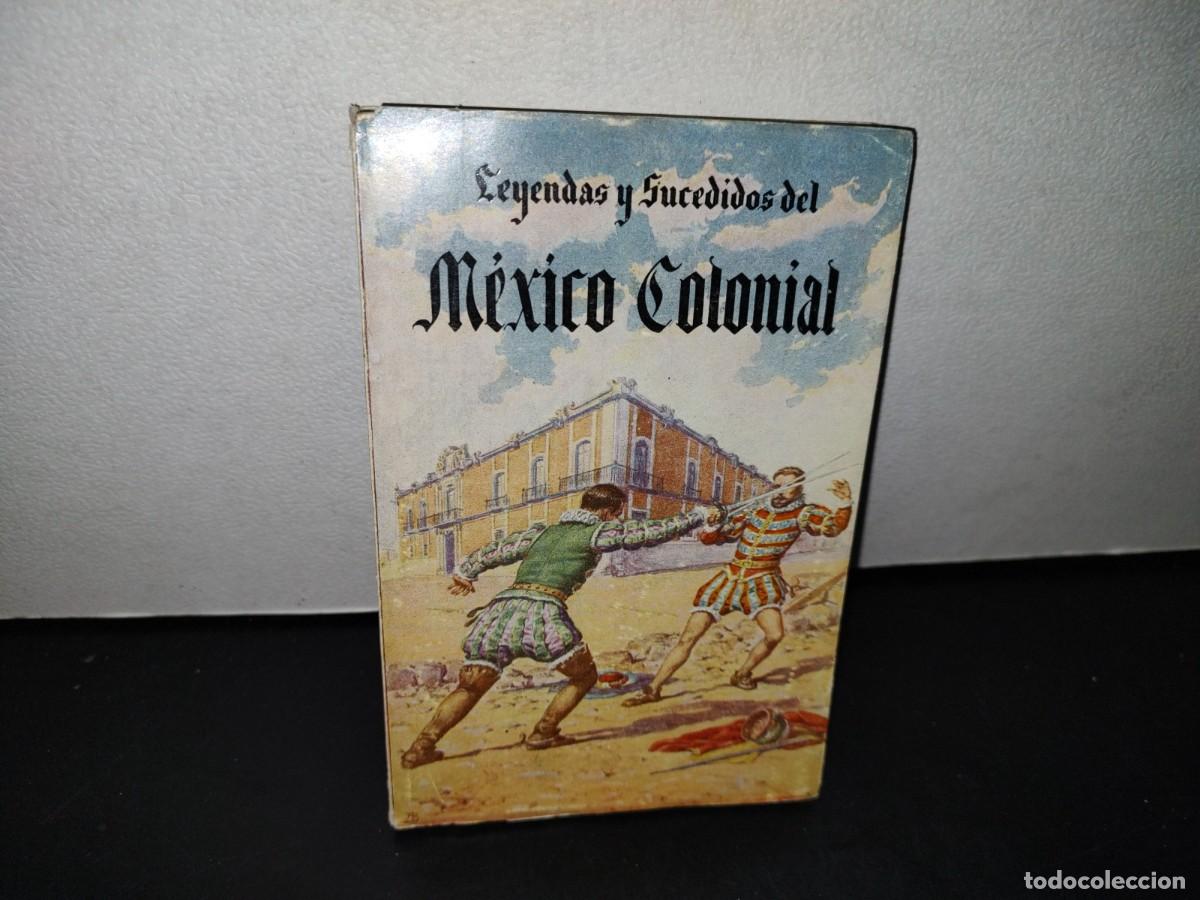 Leyendas y Sucedidos del
México Colonial
todocoleccion